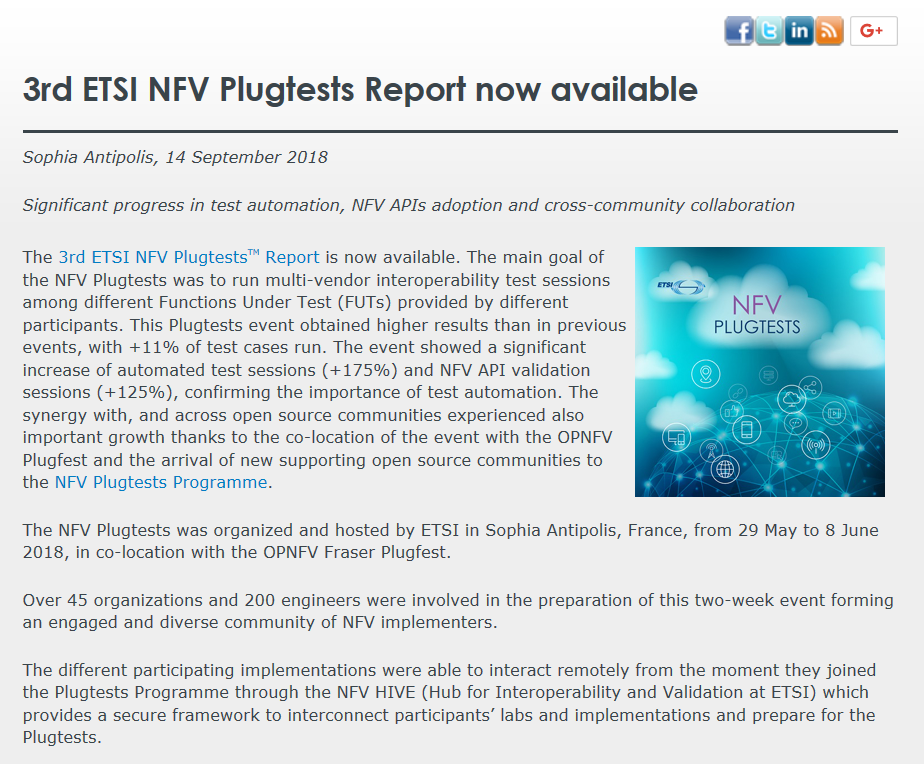 f t in G+
3rd ETSI NFV Plugtests Report now available
Sophia Antipolis, 14 September 2018
Significant progress in test automation, NFV APIs adoption and cross-community collaboration
The 3rd ETSI NFV Plugtests™ Report is now available. The main goal of
the NFV Plugtests was to run multi-vendor interoperability test sessions
among different Functions Under Test (FUTs) provided by different
participants. This Plugtests event obtained higher results than in previous
events, with +11% of test cases run. The event showed a significant
increase of automated test sessions (+175%) and NFV API validation
sessions (+125%), confirming the importance of test automation. The
synergy with, and across open source communities experienced also
important growth thanks to the co-location of the event with the OPNFV
Plugfest and the arrival of new supporting open source communities to
the NFV Plugtests Programme.
ETSI
NFV
PLUGTESTS
The NFV Plugtests was organized and hosted by ETSI in Sophia Antipolis, France, from 29 May to 8 June
2018, in co-location with the OPNFV Fraser Plugfest.
Over 45 organizations and 200 engineers were involved in the preparation of this two-week event forming
an engaged and diverse community of NFV implementers.
The different participating implementations were able to interact remotely from the moment they joined
the Plugtests Programme through the NFV HIVE (Hub for Interoperability and Validation at ETSI) which
provides a secure framework to interconnect participants’ labs and implementations and prepare for the
Plugtests.